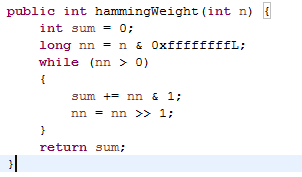 public int hammingWeight(int n) {
    int sum = 0;
    long nn = n & 0xffffffffL;
    while (nn > 0)
    {
        sum += nn & 1;
        nn = nn >> 1;
    }
    return sum;
}